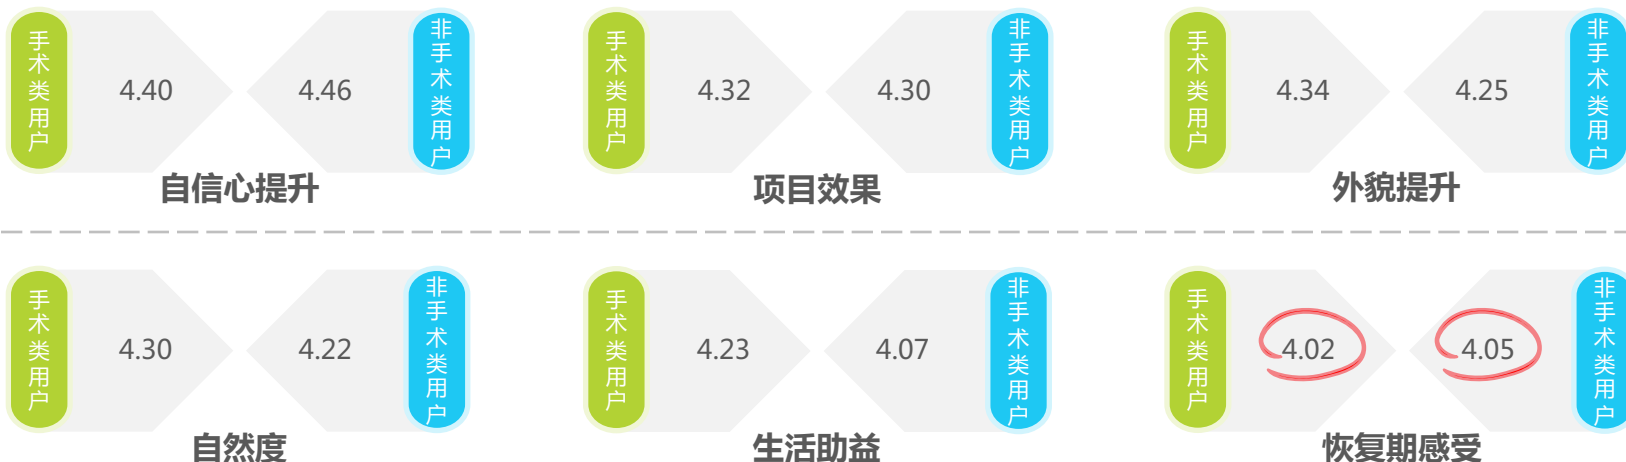 手术类用户
4.40
4.46
非手术类用户
自信心提升
手术类用户
4.32
4.30
非手术类用户
项目效果
手术类用户
4.34
4.25
非手术类用户
外貌提升
手术类用户
4.30
4.22
非手术类用户
自然度
手术类用户
4.23
4.07
非手术类用户
生活助益
手术类用户
4.02
4.05
非手术类用户
恢复期感受